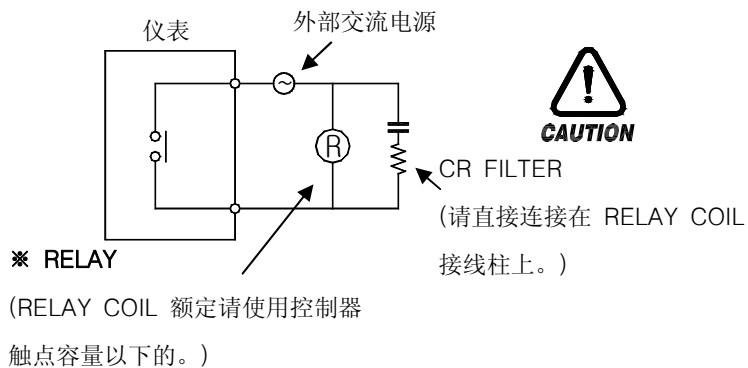 外部交流电源
仪表
R
CAUTION
CR FILTER
(请直接连接在 RELAY COIL
接线柱上。)
※ RELAY
(RELAY COIL 额定请使用控制器
触点容量以下的。)